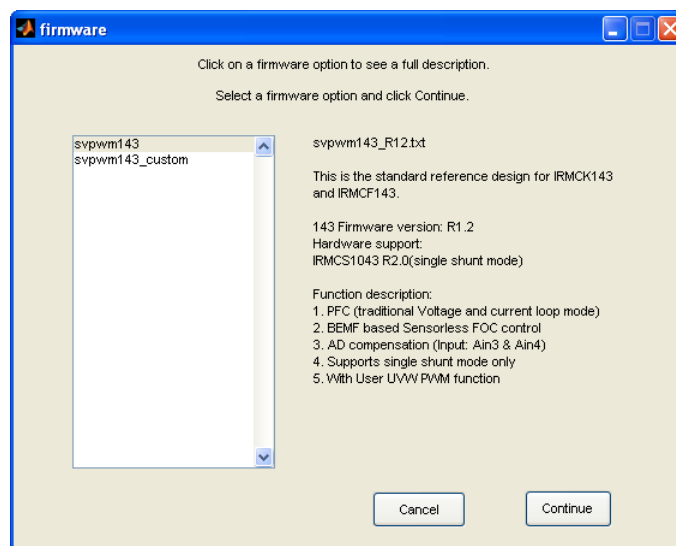 firmware
Click on a firmware option to see a full description.
Select a firmware option and click Continue.
svpwm143
svpwm143_custom
svpwm143_R12.txt
This is the standard reference design for IRMCK143
and IRMCF143.
143 Firmware version: R1.2
Hardware support:
IRMCS1043 R2.0(single shunt mode)
Function description:
1. PFC (traditional Voltage and current loop mode)
2. BEMF based Sensorless FOC control
3. AD compensation (Input: Ain3 & Ain4)
4. Supports single shunt mode only
5. With User UVW PWM function
Cancel
Continue